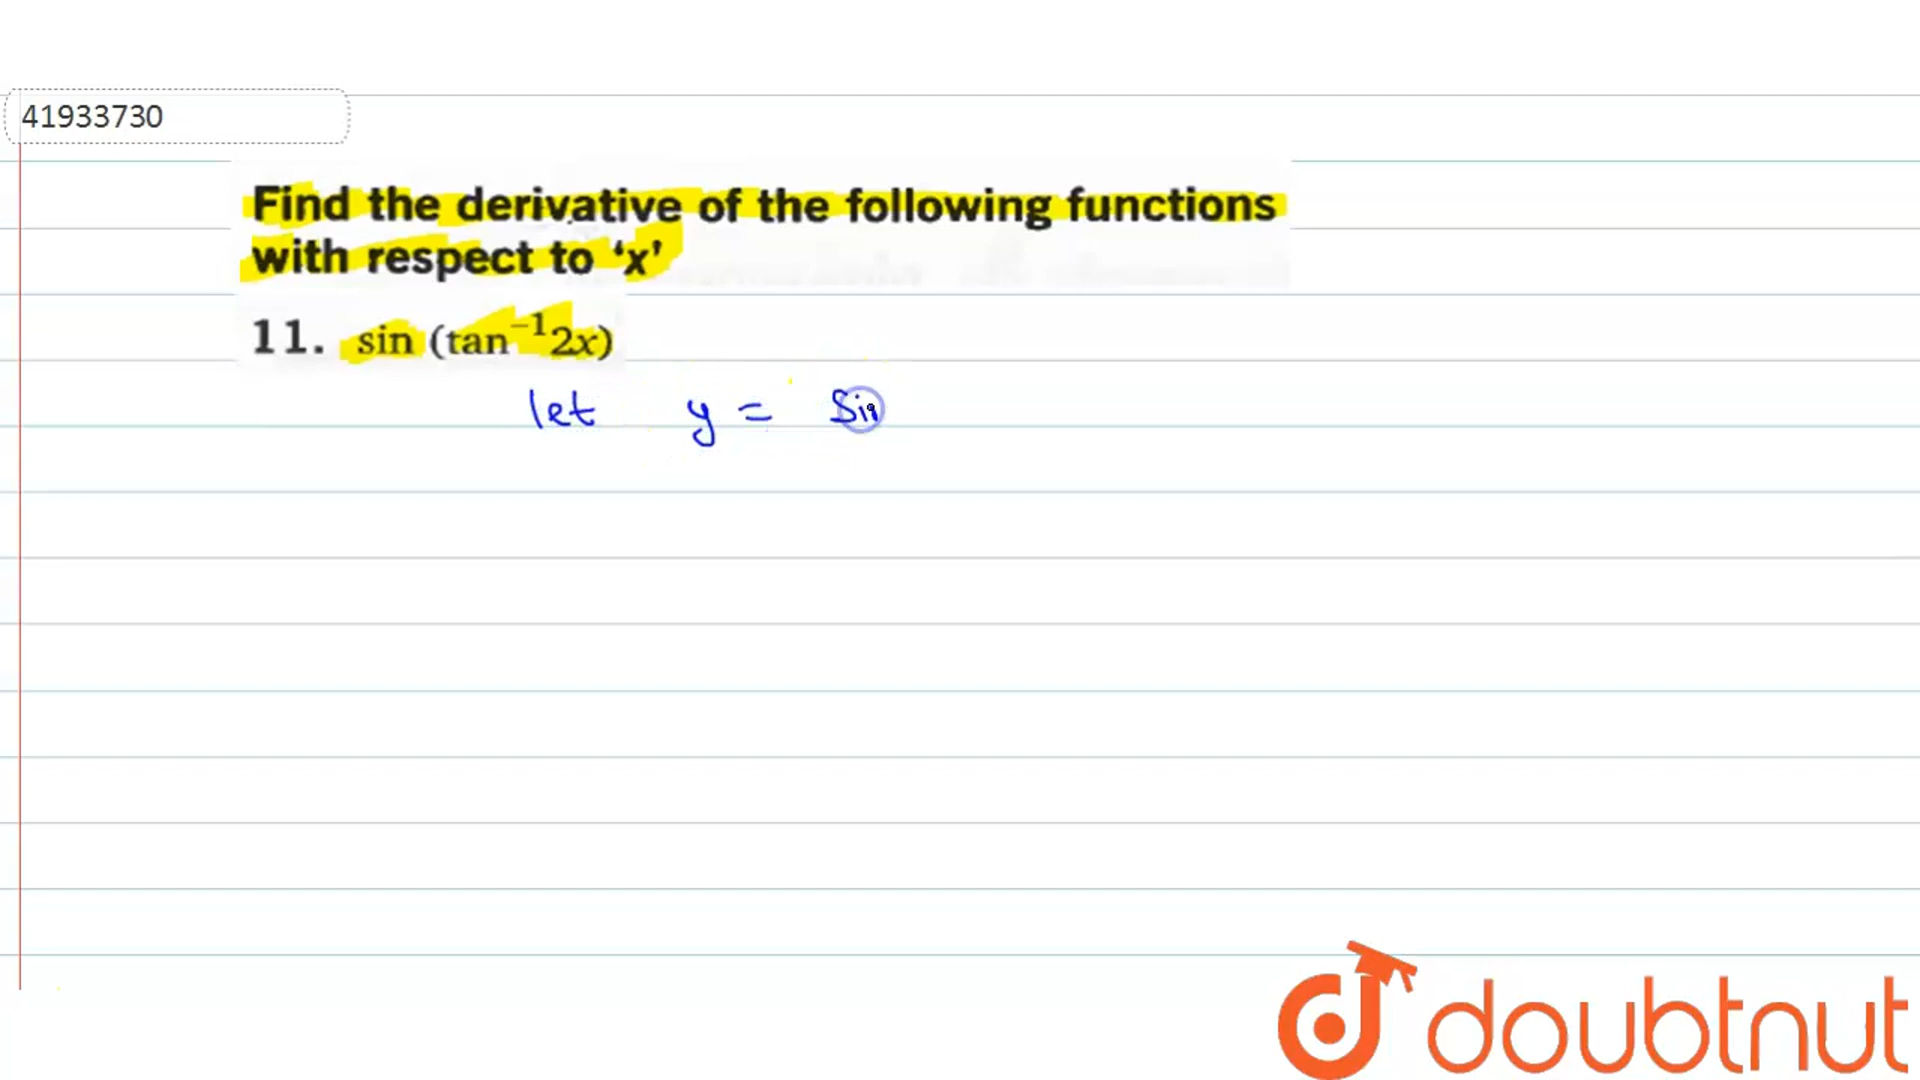 41933730
Find the derivative of the following functions
with respect to ‘x’
11. sin (tan⁻¹2x)
let y = Sin
doubtnut